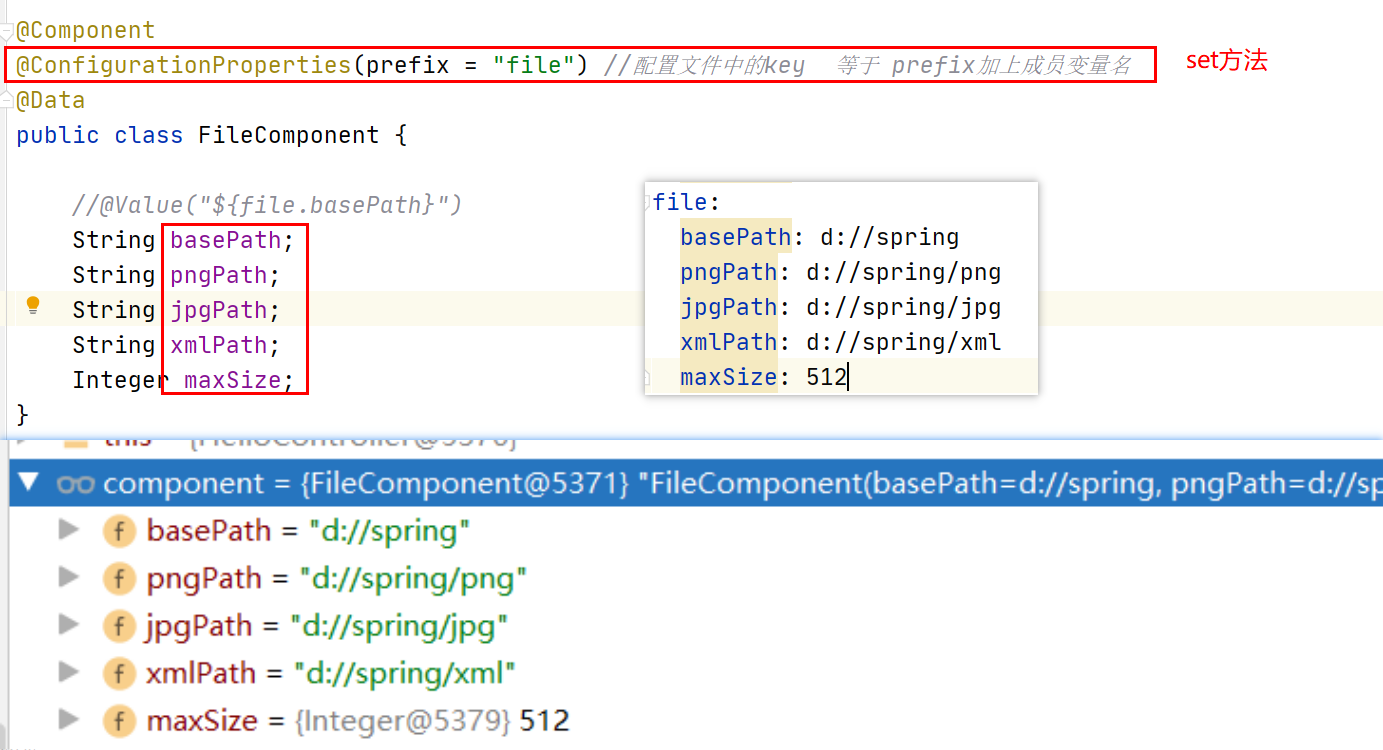 @Component
@ConfigurationProperties(prefix = "file") //配置文件中的key 等于 prefix加上成员变量名
set方法
@Data
public class FileComponent {
//@Value("${file.basePath}")
String basePath;
String pngPath;
String jpgPath;
String xmlPath;
Integer maxSize;
}
file:
basePath: d://spring
pngPath: d://spring/png
jpgPath: d://spring/jpg
xmlPath: d://spring/xml
maxSize: 512
component = {FileComponent@5371} "FileComponent(basePath=d://spring, pngPath=d://sp
f basePath = "d://spring"
f pngPath = "d://spring/png"
f jpgPath = "d://spring/jpg"
f xmlPath = "d://spring/xml"
f maxSize = {Integer@5379} 512